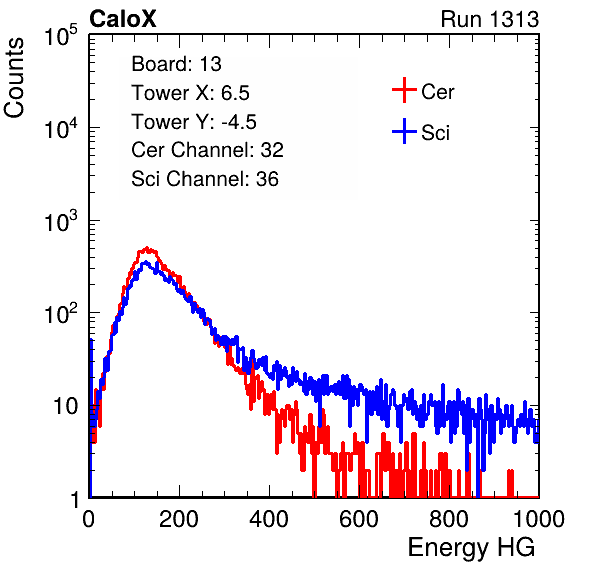 CaloX Run 1313
Counts
10^5
10^4
10^3
10^2
10
1
Board: 13
Tower X: 6.5
Tower Y: -4.5
Cer Channel: 32
Sci Channel: 36
Cer
Sci
0 200 400 600 800 1000
Energy HG